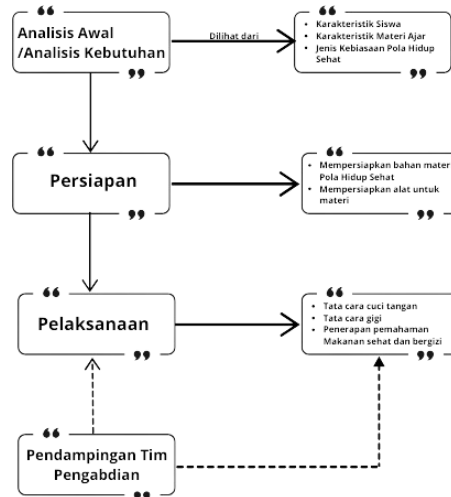 Analisis Awal
/Analisis Kebutuhan
Dilihat dari
• Karakteristik Siswa
• Karakteristik Materi Ajar
• Jenis Kebiasaan Pola Hidup
Sehat
Persiapan
• Mempersiapkan bahan mater
Pola Hidup Sehat
• Mempersiapkan alat untuk
materi
Pelaksanaan
• Tata cara cuci tangan
• Tata cara gigi
• Penerapan pemahaman
Makanan sehat dan bergizi
Pendampingan Tim
Pengabdian